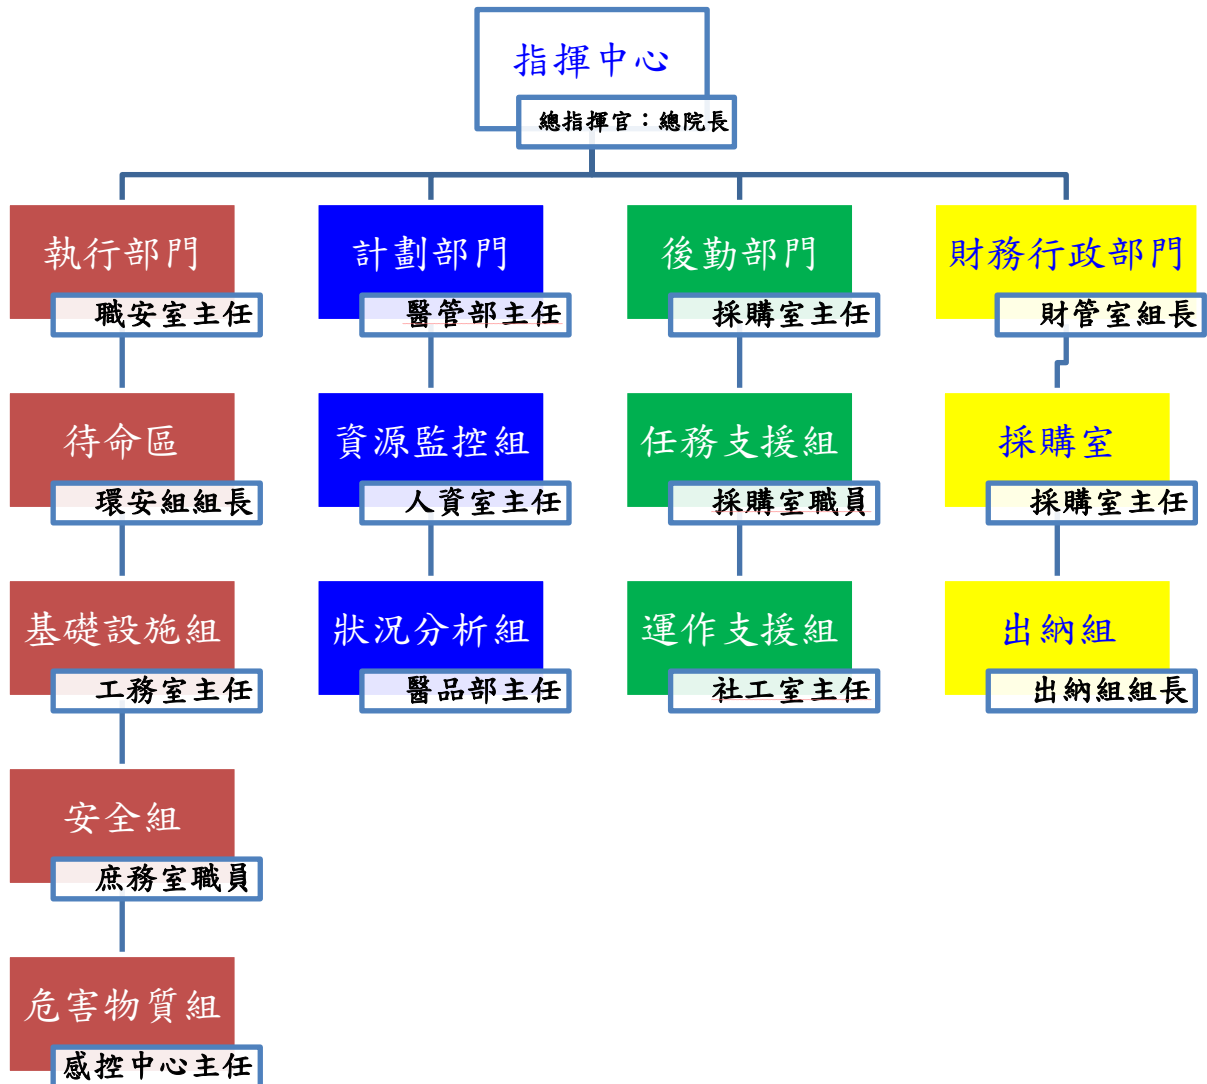 指揮中心
總指揮官：總院長
執行部門
職安室主任
計劃部門
醫管部主任
後勤部門
採購室主任
財務行政部門
財管室組長
待命區
環安組組長
資源監控組
人資室主任
任務支援組
採購室職員
採購室
採購室主任
基礎設施組
工務室主任
狀況分析組
醫品部主任
運作支援組
社工室主任
出納組
出納組組長
安全組
庶務室職員
危害物質組
感控中心主任